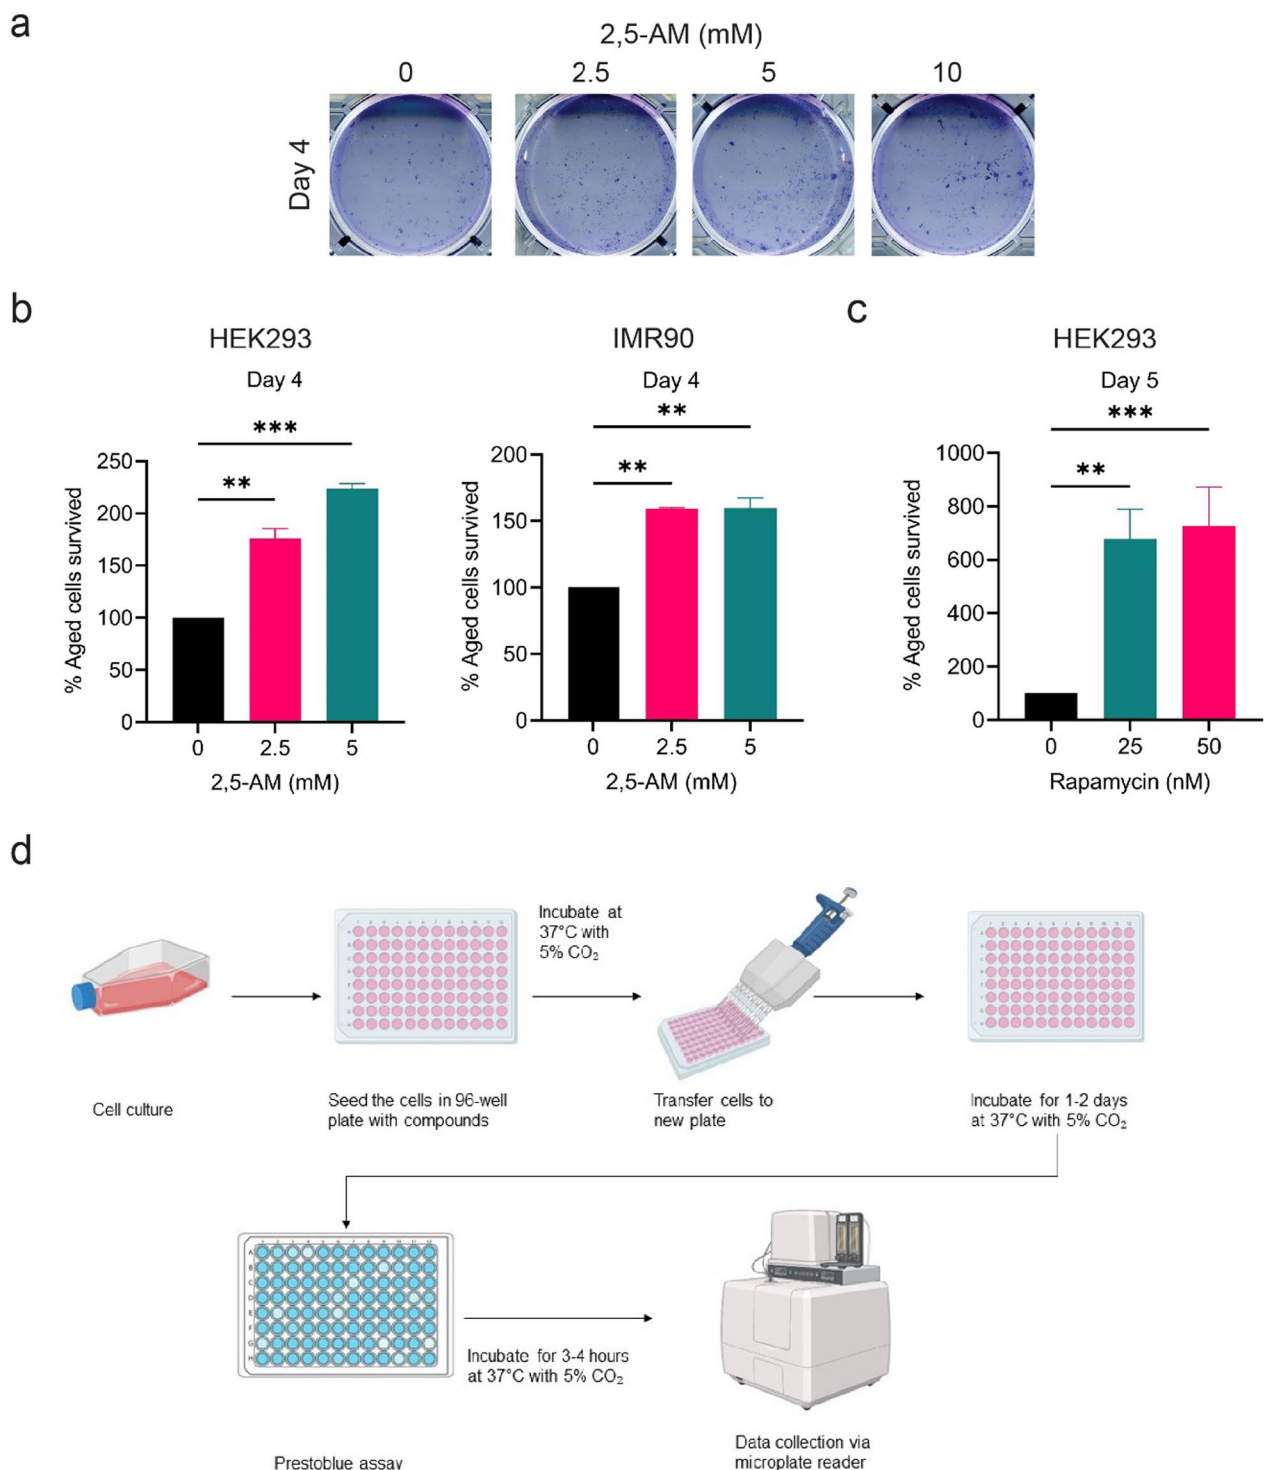 a
2,5-AM (mM)
0 2.5 5 10
Day 4
b
HEK293
Day 4
***
**
250
200
150
100
50
0
% Aged cells survived
0 2.5 5
2,5-AM (mM)
IMR90
Day 4
**
**
200
150
100
50
0
% Aged cells survived
0 2.5 5
2,5-AM (mM)
c
HEK293
Day 5
***
**
1000
800
600
400
200
0
% Aged cells survived
0 25 50
Rapamycin (nM)
d
Cell culture
Seed the cells in 96-well
plate with compounds
Incubate at
37°C with
5% CO₂
Transfer cells to
new plate
Incubate for 1-2 days
at 37°C with 5% CO₂
Prestoblue assay
Incubate for 3-4 hours
at 37°C with 5% CO₂
Data collection via
microplate reader